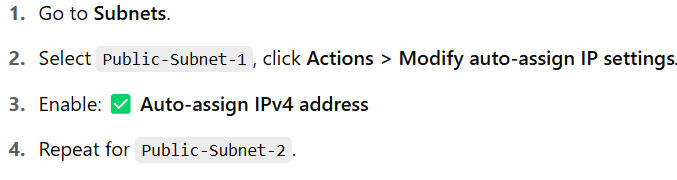 1. Go to Subnets.
2. Select Public-Subnet-1, click Actions > Modify auto-assign IP settings.
3. Enable: ✅ Auto-assign IPv4 address
4. Repeat for Public-Subnet-2.